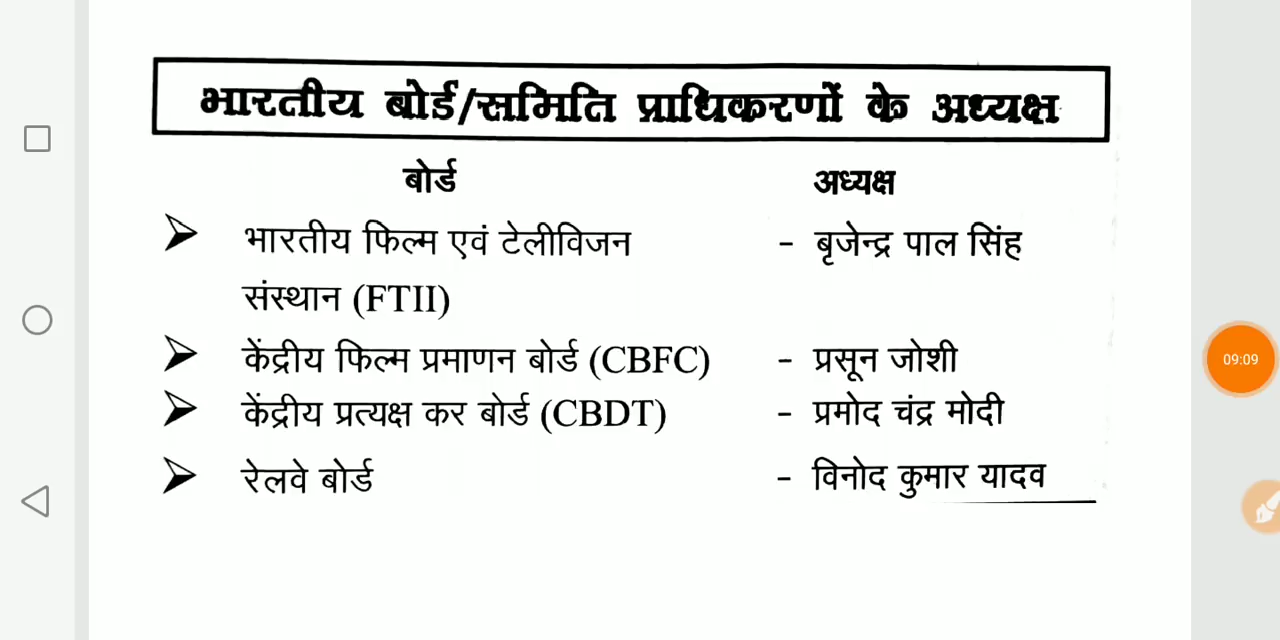 भारतीय बोर्ड/समिति प्राधिकरणों के अध्यक्ष
बोर्ड अध्यक्ष
➢ भारतीय फिल्म एवं टेलीविजन - बृजेन्द्र पाल सिंह
संस्थान (FTII)
➢ केंद्रीय फिल्म प्रमाणन बोर्ड (CBFC) - प्रसून जोशी
➢ केंद्रीय प्रत्यक्ष कर बोर्ड (CBDT) - प्रमोद चंद्र मोदी
➢ रेलवे बोर्ड - विनोद कुमार यादव
09:09